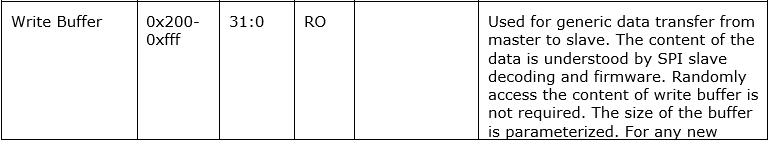 Write Buffer 0x200- 31:0 RO Used for generic data transfer from
0xfff master to slave. The content of the
data is understood by SPI slave
decoding and firmware. Randomly
access the content of write buffer is
not required. The size of the buffer
is parameterized. For any new